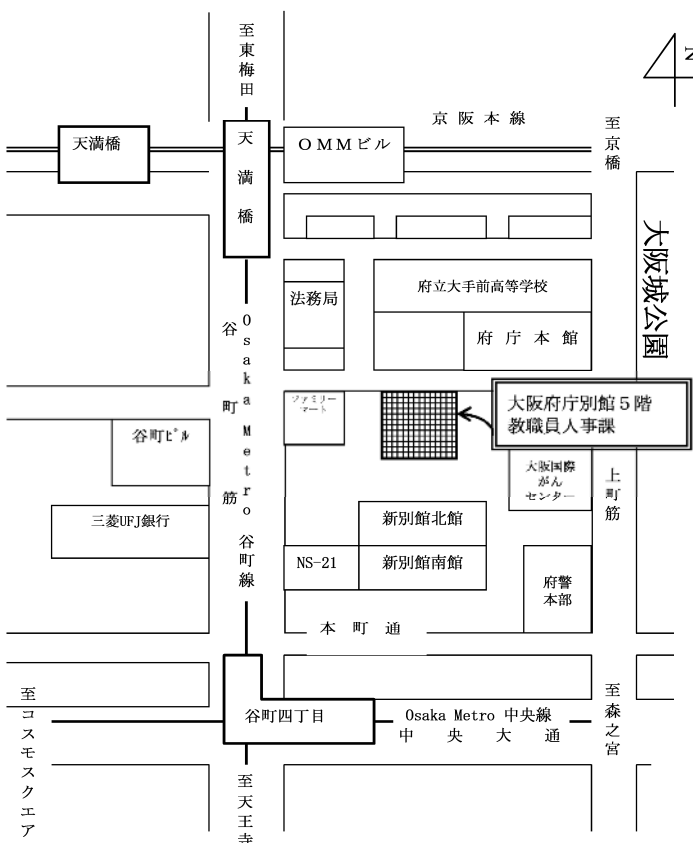 至東梅田
N
京阪本線
至京橋
天満橋
天満橋
OMMビル
大阪城公園
法務局
府立大手前高等学校
府庁本館
谷町筋
Osaka Metro 谷町線
ファミリー
マート
大阪府庁別館5階
教職員人事課
谷町ビル
大阪国際
がん
センター
上町筋
三菱UFJ銀行
新別館北館
NS-21
新別館南館
府警
本部
本町通
至コスモスクエア
谷町四丁目
Osaka Metro 中央線
中央大通
至森之宮
至天王寺